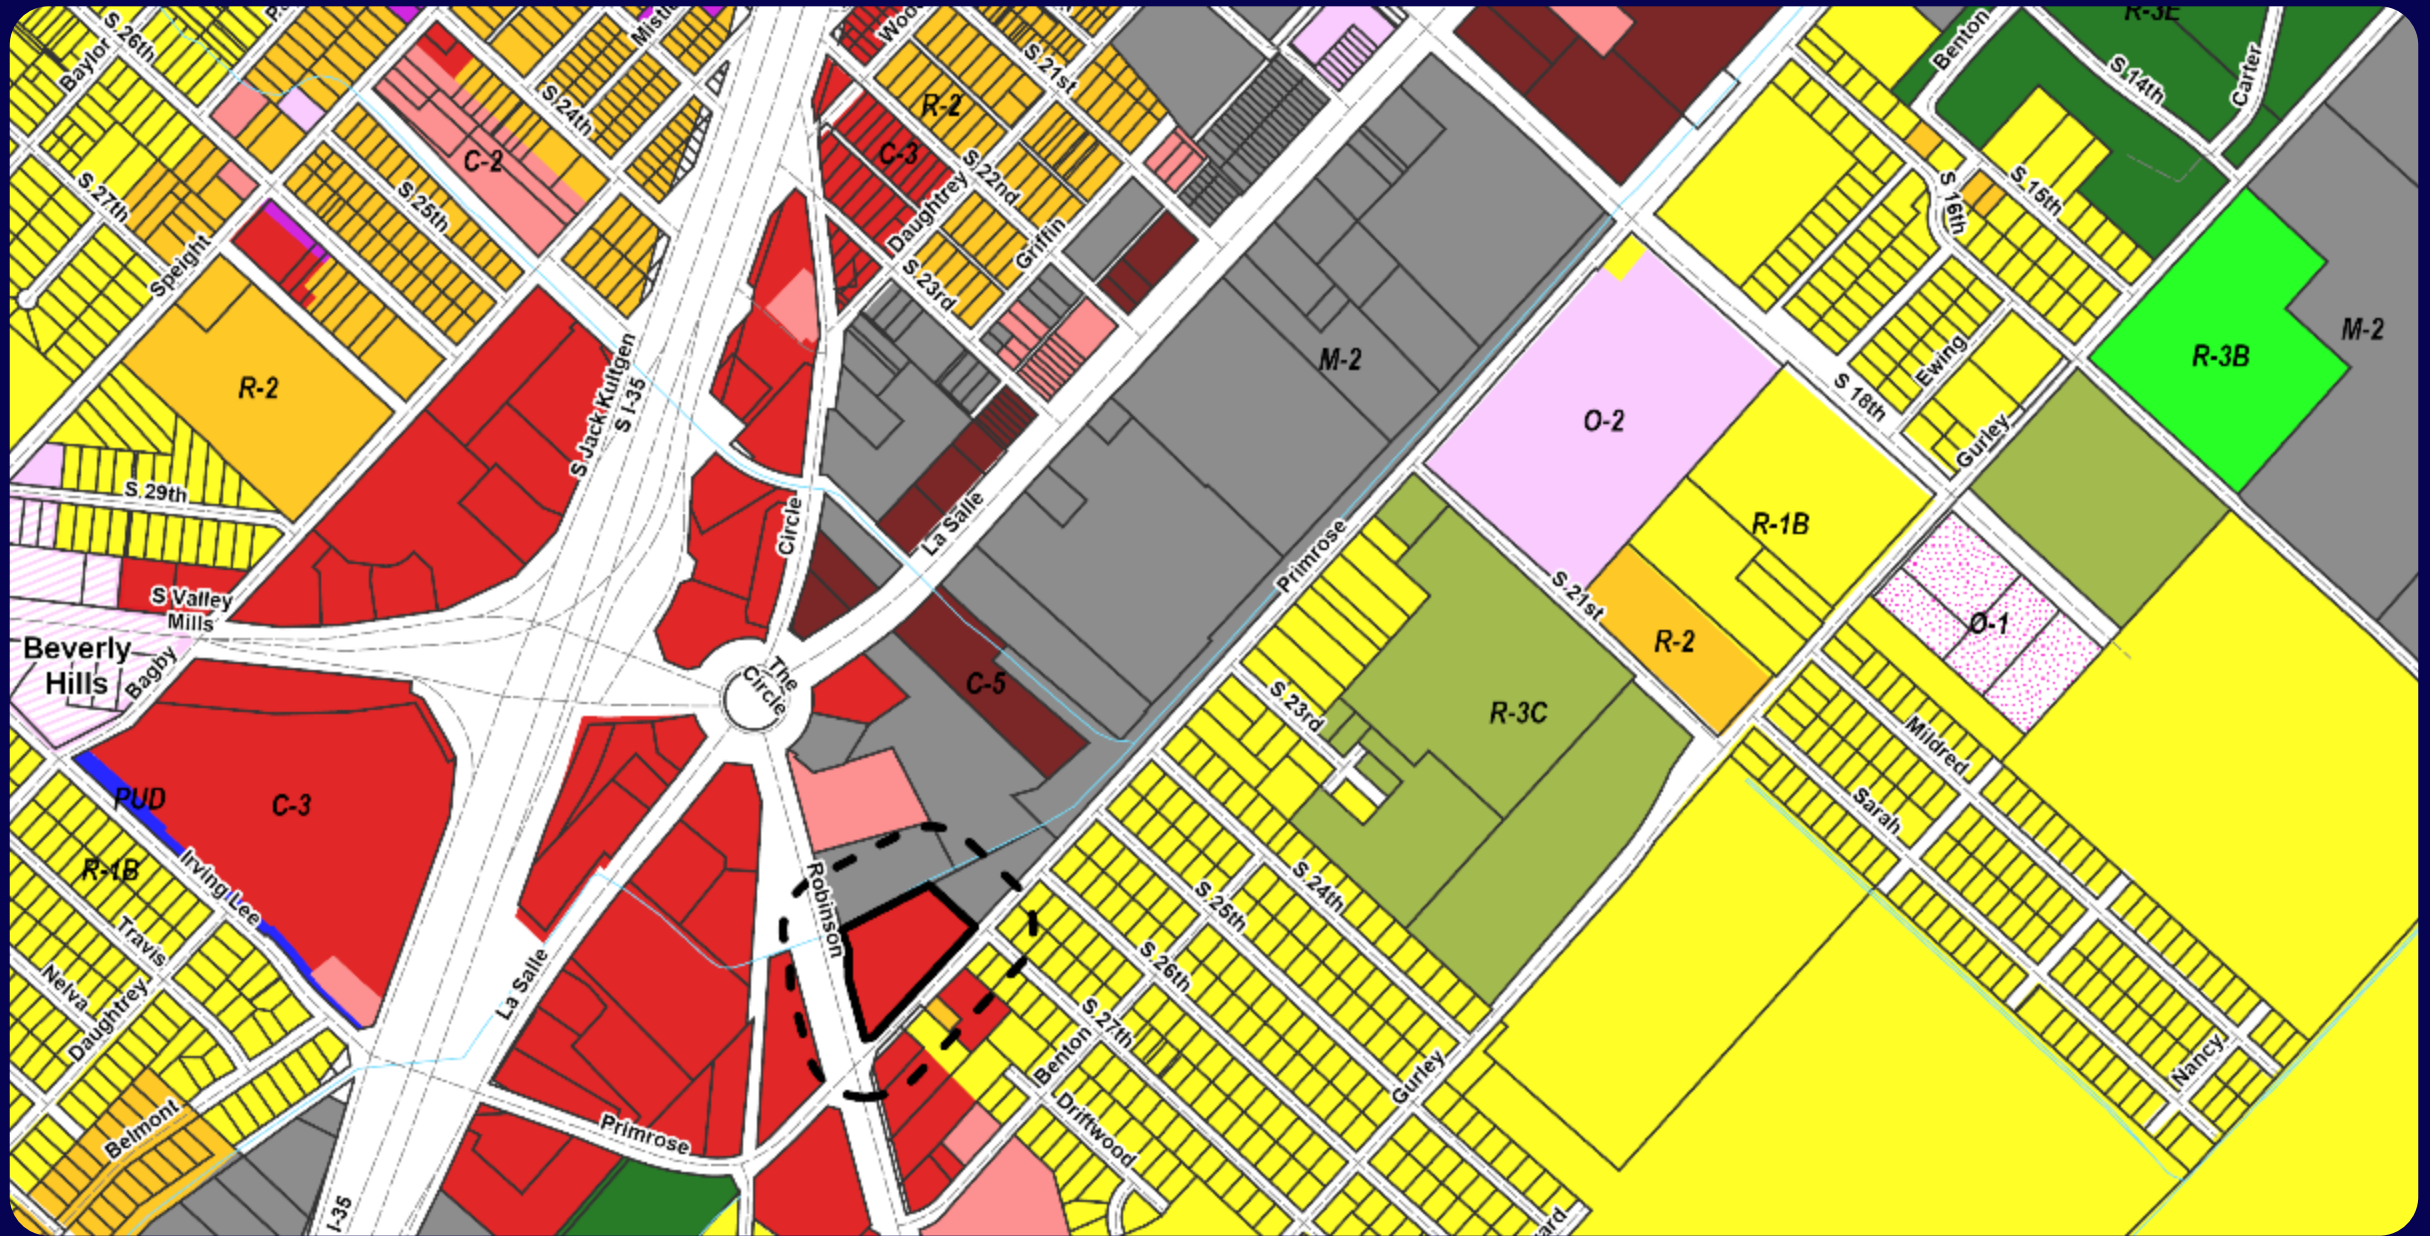 S 26th
Baylor
Woo
S 21st
R-3E
Benton
S 14th
Carter
S 24th
R-2
C-2
C-3
S 22nd
Daughtrey
S 27th
S 25th
Griffin
S 16th
S 15th
Speight
S 23rd
S Jack Kultgen
S I-35
M-2
R-3B
M-2
R-2
O-2
Ewing
S 18th
Gurley
S 29th
Circle
La Salle
Primrose
R-1B
S Valley
Mills
S 21st
O-1
R-2
Beverly
Hills
Bagby
The
Circle
C-5
S 23rd
R-3C
Mildred
PUD
C-3
Sarah
R-1B
Irving Lee
Robinson
S 24th
S 25th
Travis
Nelva
Daughtrey
La Salle
S 26th
S 27th
Benton
Gurley
Nancy
Belmont
Primrose
Driftwood
I-35
ard